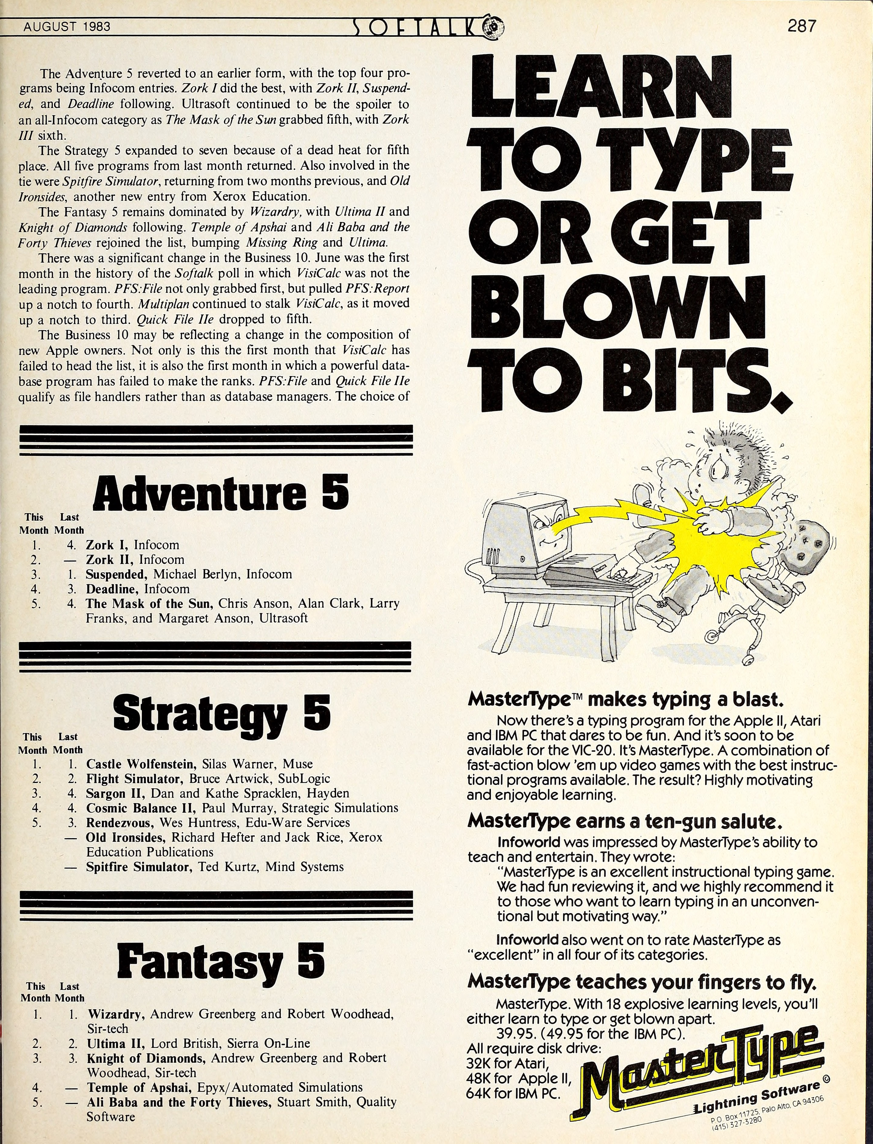 AUGUST 1983
SOFTALK
287
The Adventure 5 reverted to an earlier form, with the top four pro-
grams being Infocom entries. Zork I did the best, with Zork II, Suspend-
ed, and Deadline following. Ultrasoft continued to be the spoiler to
an all-Infocom category as The Mask of the Sun grabbed fifth, with Zork
III sixth.
The Strategy 5 expanded to seven because of a dead heat for fifth
place. All five programs from last month returned. Also involved in the
tie were Spitfire Simulator, returning from two months previous, and Old
Ironsides, another new entry from Xerox Education.
The Fantasy 5 remains dominated by Wizardry, with Ultima II and
Knight of Diamonds following. Temple of Apshai and Ali Baba and the
Forty Thieves rejoined the list, bumping Missing Ring and Ultima.
There was a significant change in the Business 10. June was the first
month in the history of the Softalk poll in which VisiCalc was not the
leading program. PFS:File not only grabbed first, but pulled PFS:Report
up a notch to fourth. Multiplan continued to stalk VisiCalc, as it moved
up a notch to third. Quick File IIe dropped to fifth.
The Business 10 may be reflecting a change in the composition of
new Apple owners. Not only is this the first month that VisiCalc has
failed to head the list, it is also the first month in which a powerful data-
base program has failed to make the ranks. PFS:File and Quick File IIe
qualify as file handlers rather than as database managers. The choice of
Adventure 5
This Last
Month Month
1. 4. Zork I, Infocom
2. — Zork II, Infocom
3. 1. Suspended, Michael Berlyn, Infocom
4. 3. Deadline, Infocom
5. 4. The Mask of the Sun, Chris Anson, Alan Clark, Larry
Franks, and Margaret Anson, Ultrasoft
Strategy 5
This Last
Month Month
1. 1. Castle Wolfenstein, Silas Warner, Muse
2. 2. Flight Simulator, Bruce Artwick, SubLogic
3. 4. Sargon II, Dan and Kathe Spracklen, Hayden
4. 4. Cosmic Balance II, Paul Murray, Strategic Simulations
5. 3. Rendezvous, Wes Huntress, Edu-Ware Services
— Old Ironsides, Richard Hefter and Jack Rice, Xerox
Education Publications
— Spitfire Simulator, Ted Kurtz, Mind Systems
Fantasy 5
This Last
Month Month
1. 1. Wizardry, Andrew Greenberg and Robert Woodhead,
Sir-tech
2. 2. Ultima II, Lord British, Sierra On-Line
3. 3. Knight of Diamonds, Andrew Greenberg and Robert
Woodhead, Sir-tech
4. — Temple of Apshai, Epyx/Automated Simulations
5. — Ali Baba and the Forty Thieves, Stuart Smith, Quality
Software
LEARN
TO TYPE
OR GET
BLOWN
TO BITS.
MasterType™ makes typing a blast.
Now there's a typing program for the Apple II, Atari
and IBM PC that dares to be fun. And it's soon to be
available for the VIC-20. It's MasterType. A combination of
fast-action blow 'em up video games with the best instruc-
tional programs available. The result? Highly motivating
and enjoyable learning.
MasterType earns a ten-gun salute.
Infoworld was impressed by MasterType's ability to
teach and entertain. They wrote:
"MasterType is an excellent instructional typing game.
We had fun reviewing it, and we highly recommend it
to those who want to learn typing in an unconven-
tional but motivating way."
Infoworld also went on to rate MasterType as
"excellent" in all four of its categories.
MasterType teaches your fingers to fly.
MasterType. With 18 explosive learning levels, you'll
either learn to type or get blown apart.
39.95. (49.95 for the IBM PC).
All require disk drive:
32K for Atari,
48K for Apple II,
64K for IBM PC.
MasterType
Lightning Software©
P.O. Box 11725, Palo Alto, CA 94306
(415) 327-3280